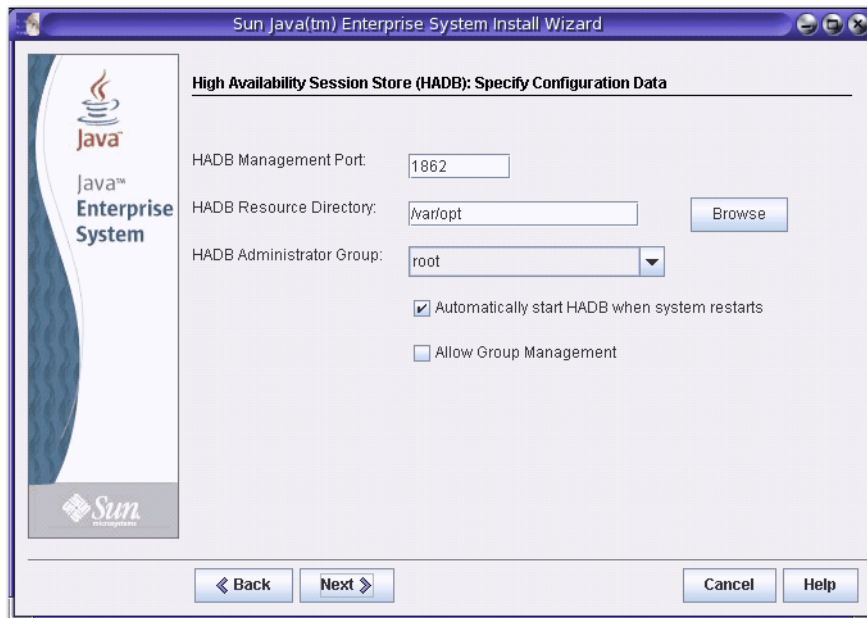 Sun Java(tm) Enterprise System Install Wizard
High Availability Session Store (HADB): Specify Configuration Data
Java™
Java™
Enterprise
System
HADB Management Port:
1862
HADB Resource Directory:
/var/opt
Browse
HADB Administrator Group:
root
Automatically start HADB when system restarts
Allow Group Management
Sun
microsystems
Back
Next
Cancel
Help